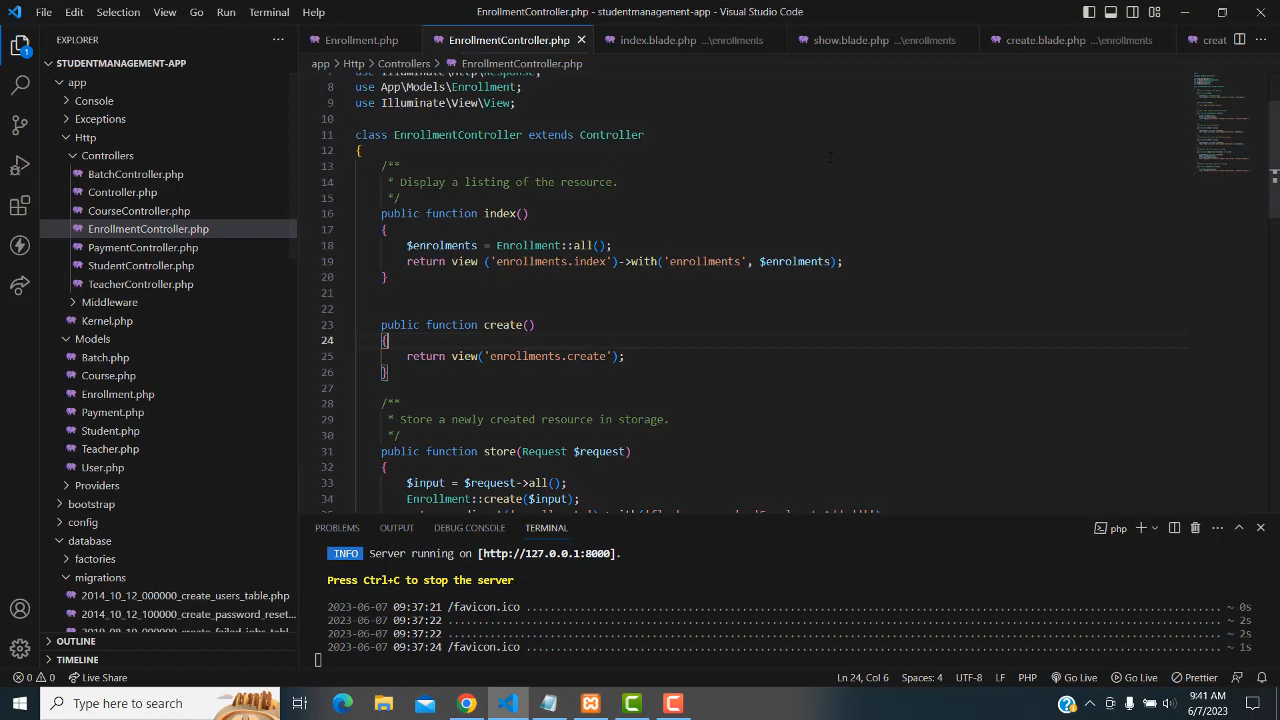 File Edit Selection View Go Run Terminal Help EnrollmentController.php - studentmanagement-app - Visual Studio Code
EXPLORER
Enrollment.php EnrollmentController.php index.blade.php ...\enrollments show.blade.php ...\enrollments create.blade.php ...\enrollments creat
STUDENTMANAGEMENT-APP
app > Http > Controllers > EnrollmentController.php
1
app
Console
Exceptions
Http
Controllers
BatchController.php
Controller.php
CourseController.php
EnrollmentController.php
PaymentController.php
StudentController.php
TeacherController.php
Middleware
Kernel.php
Models
Batch.php
Course.php
Enrollment.php
Payment.php
Student.php
Teacher.php
User.php
Providers
bootstrap
config
database
factories
migrations
2014_10_12_000000_create_users_table.php
2014_10_12_100000_create_password_reset...
2019_08_19_000000_create_failed_jobs_tabl...
OUTLINE
TIMELINE
use Illuminate\Http\Response;
8 use App\Models\Enrollment;
9 use Illuminate\View\View;
10
11 class EnrollmentController extends Controller
12 {
13 /**
14 * Display a listing of the resource.
15 */
16 public function index()
17 {
18 $enrolments = Enrollment::all();
19 return view ('enrollments.index')->with('enrollments', $enrolments);
20 }
21
22
23 public function create()
24 {
25 return view('enrollments.create');
26 }
27
28 /**
29 * Store a newly created resource in storage.
30 */
31 public function store(Request $request)
32 {
33 $input = $request->all();
34 Enrollment::create($input);
PROBLEMS OUTPUT DEBUG CONSOLE TERMINAL php
INFO Server running on [http://127.0.0.1:8000].
Press Ctrl+C to stop the server
2023-06-07 09:37:21 /favicon.ico ........ ~ 0s
2023-06-07 09:37:22 ........ ~ 2s
2023-06-07 09:37:22 ........ ~ 2s
2023-06-07 09:37:24 /favicon.ico ........ ~ 1s
0 0 Live Share Ln 24, Col 6 Spaces: 4 UTF-8 LF PHP Go Live Go Live Prettier
Type here to search
9:41 AM
6/7/2023